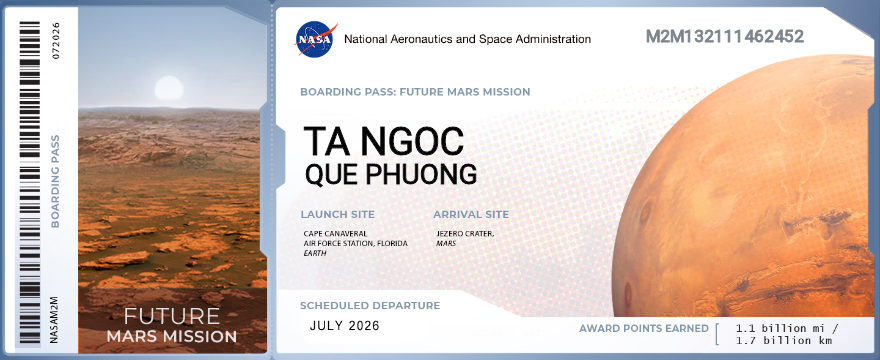 072026
BOARDING PASS
NASAM2M
FUTURE
MARS MISSION
NASA
National Aeronautics and Space Administration
M2M132111462452
BOARDING PASS: FUTURE MARS MISSION
TA NGOC
QUE PHUONG
LAUNCH SITE
CAPE CANAVERAL
AIR FORCE STATION, FLORIDA
EARTH
ARRIVAL SITE
JEZERO CRATER,
MARS
SCHEDULED DEPARTURE
JULY 2026
AWARD POINTS EARNED
1.1 billion mi /
1.7 billion km